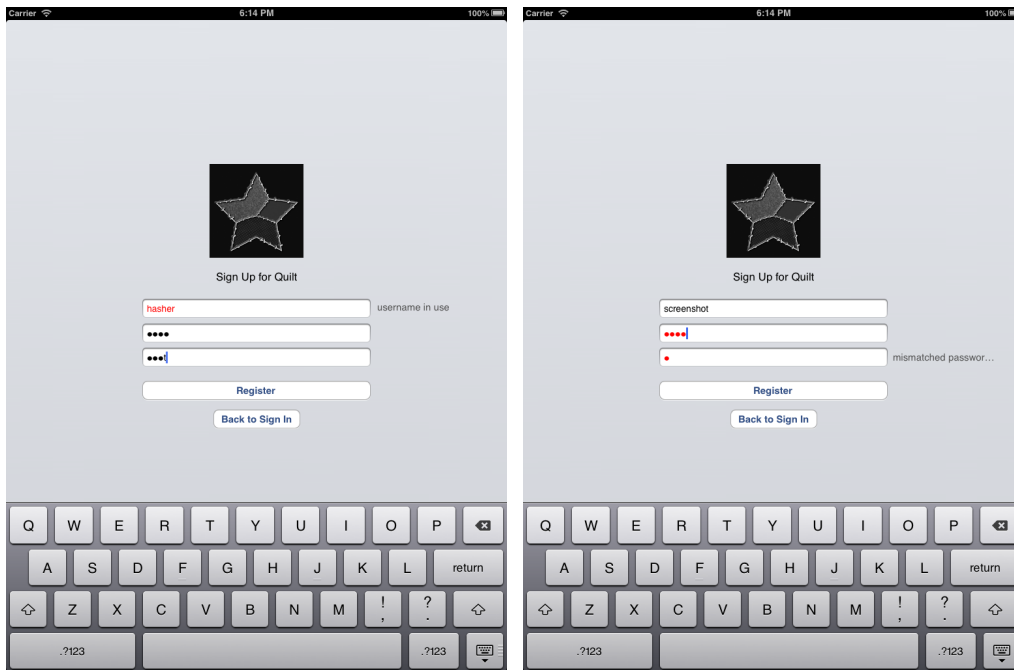 Carrier 6:14 PM 100%
Sign Up for Quilt
hasher username in use
••••
•••t
Register
Back to Sign In
Q W E R T Y U I O P
A S D F G H J K L return
Z X C V B N M ! , ? .
.?123 .?123
Carrier 6:14 PM 100%
Sign Up for Quilt
screenshot
••••
• mismatched passwor…
Register
Back to Sign In
Q W E R T Y U I O P
A S D F G H J K L return
Z X C V B N M ! , ? .
.?123 .?123